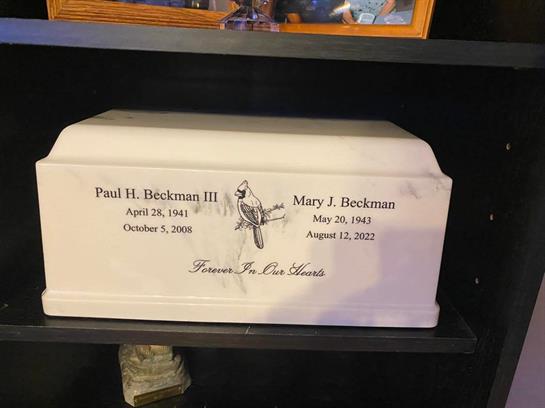 Paul H. Beckman III
April 28, 1941
October 5, 2008
Mary J. Beckman
May 20, 1943
August 12, 2022
Forever In Our Hearts